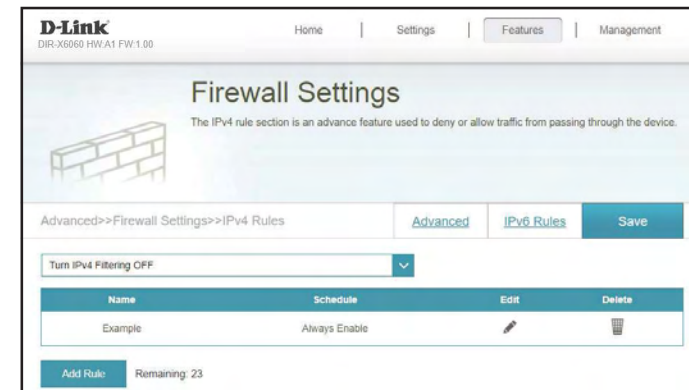 D-Link
DIR-X6060 HW:A1 FW:1.00
Home | Settings | Features | Management
Firewall Settings
The IPv4 rule section is an advance feature used to deny or allow traffic from passing through the device.
Advanced>>Firewall Settings>>IPv4 Rules
Advanced
IPv6 Rules
Save
Turn IPv4 Filtering OFF
Name Schedule Edit Delete
Example Always Enable
Add Rule Remaining: 23